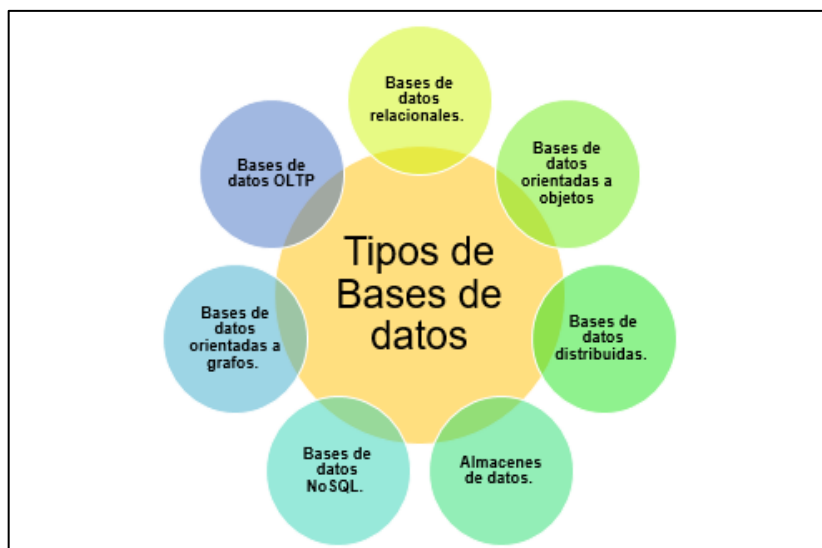 Bases de
datos
relacionales.
Bases de
datos
orientadas a
objetos
Bases de
datos
distribuidas.
Almacenes
de datos.
Bases de
datos
NoSQL.
Bases de
datos
orientadas a
grafos.
Bases de
datos OLTP
Tipos de
Bases de
datos